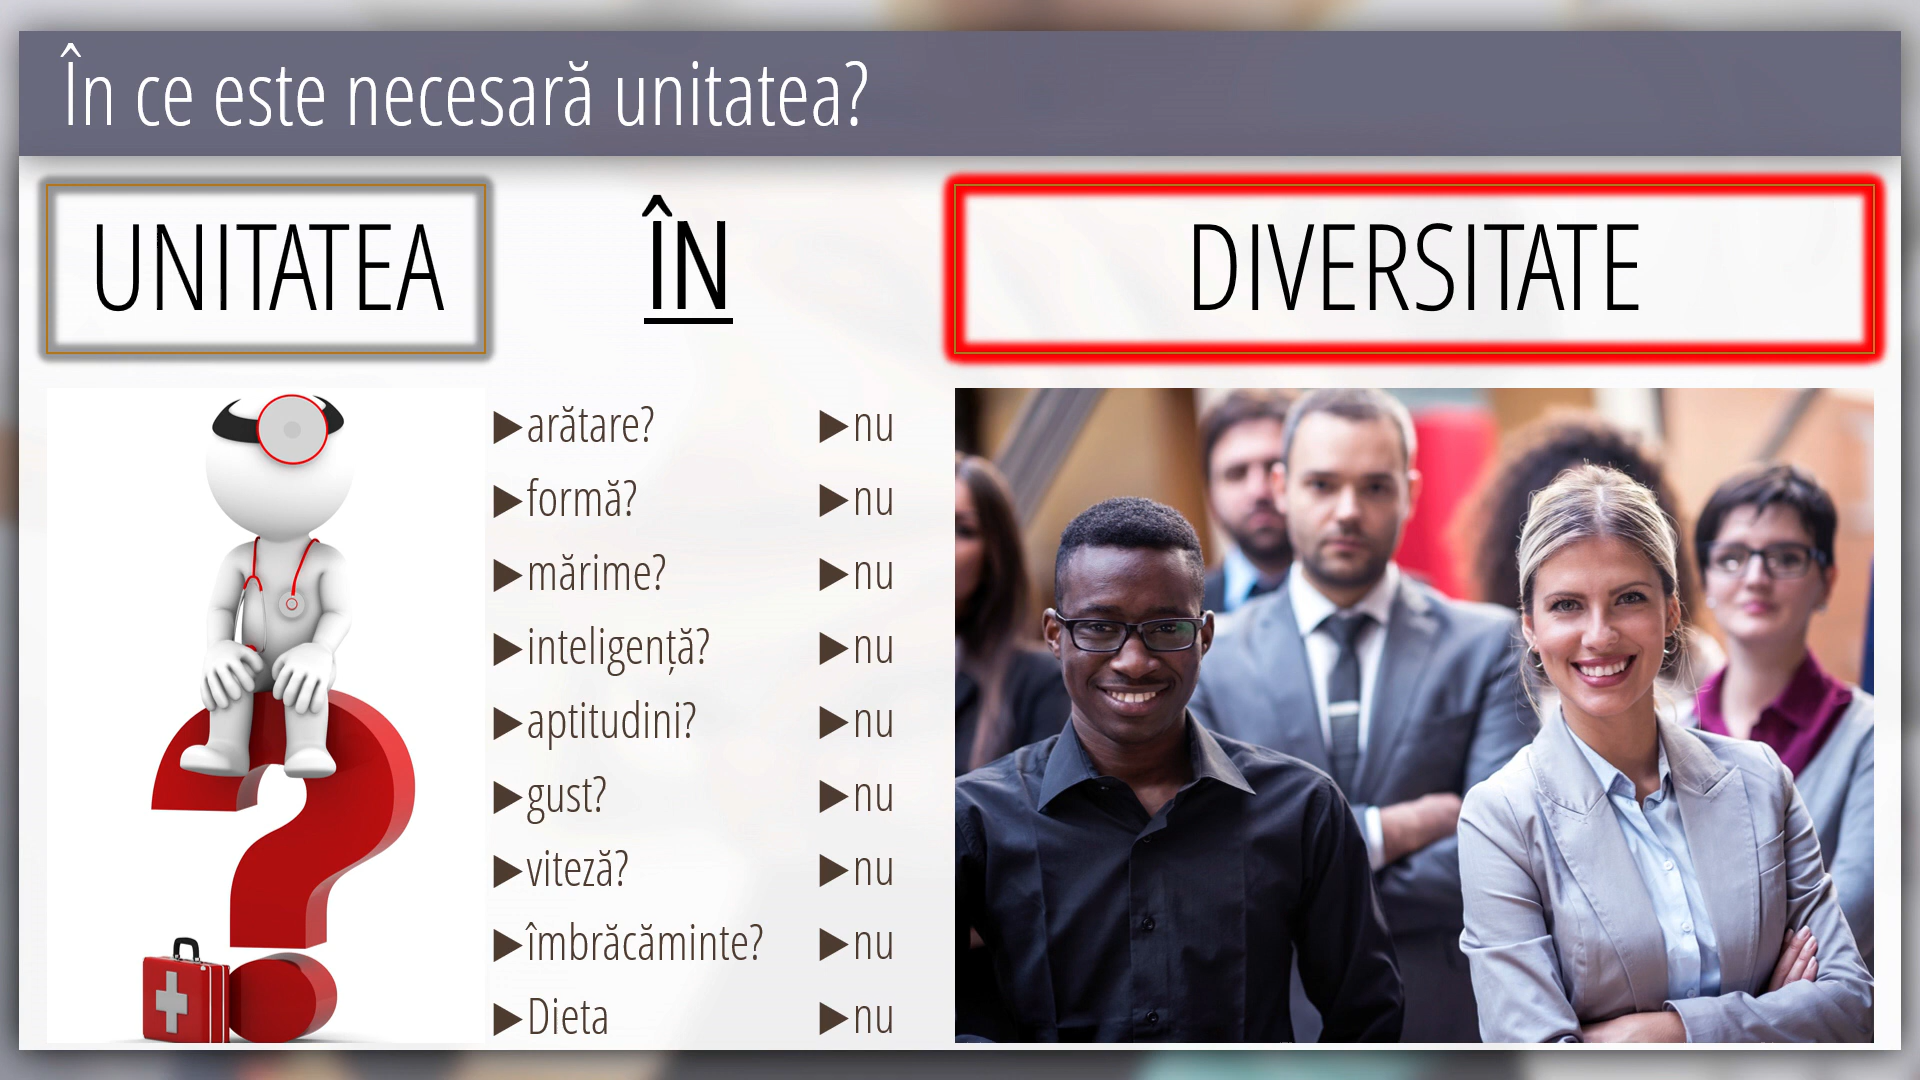 În ce este necesară unitatea?
UNITATEA ÎN DIVERSITATE
▶arătare? ▶nu
▶formă? ▶nu
▶mărime? ▶nu
▶inteligență? ▶nu
▶aptitudini? ▶nu
▶gust? ▶nu
▶viteză? ▶nu
▶îmbrăcăminte? ▶nu
▶Dieta ▶nu